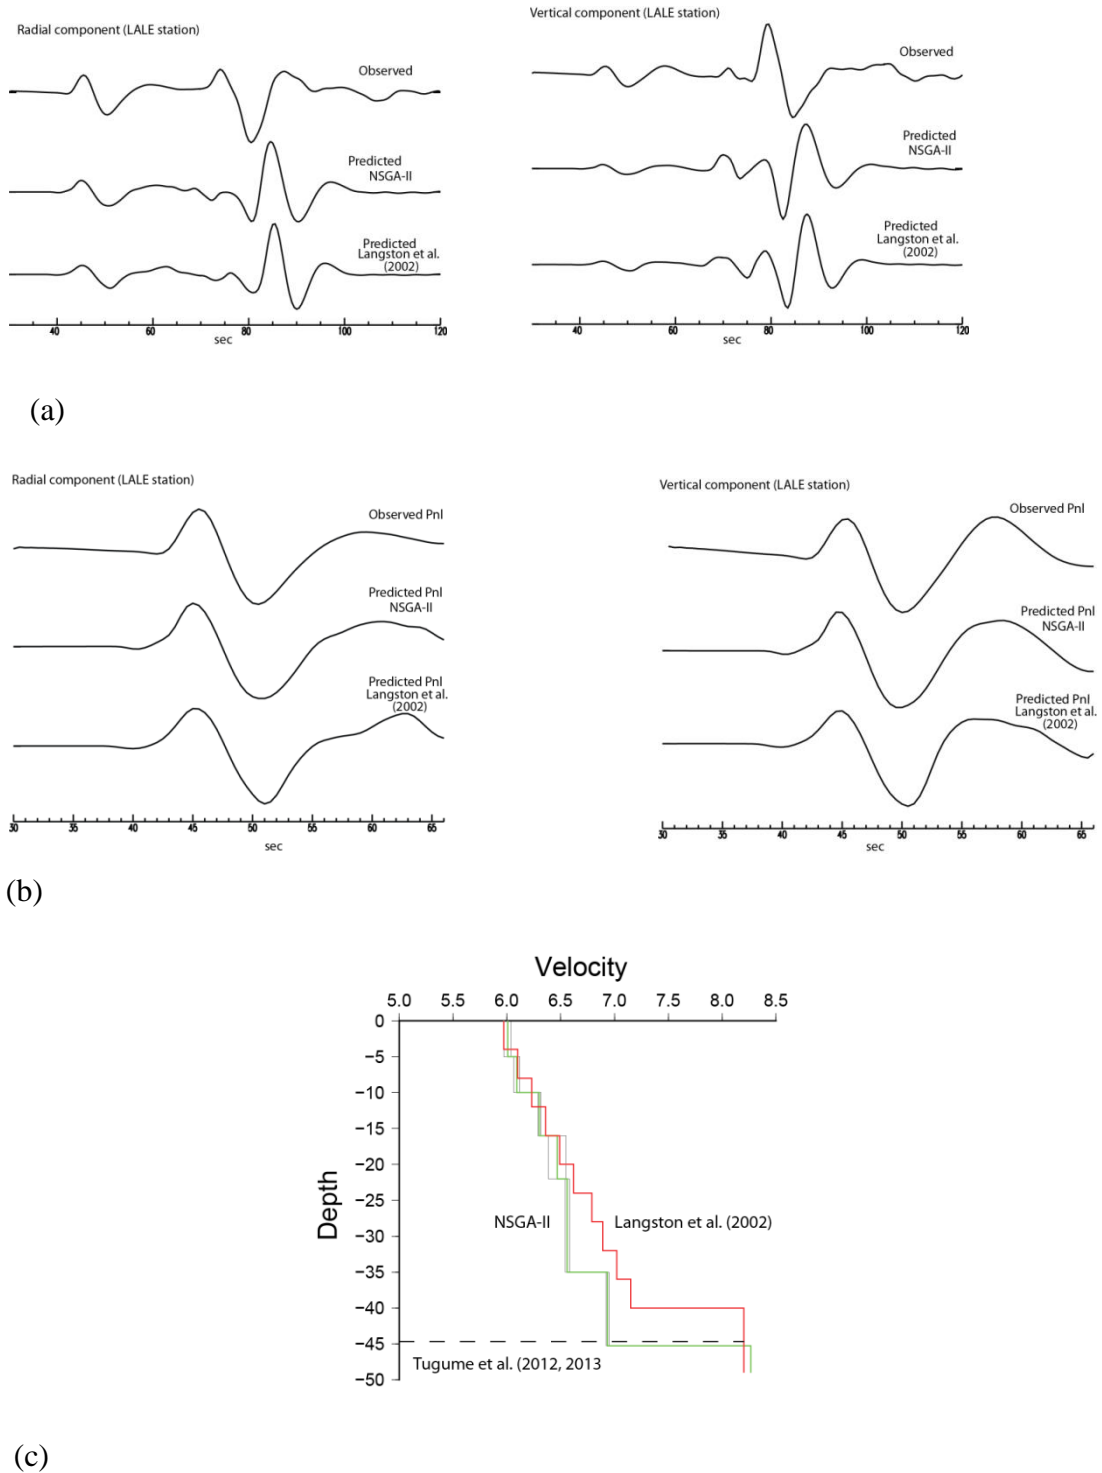 Radial component (LALE station)
Observed
Predicted
NSGA-II
Predicted
Langston et al.
(2002)
40 60 80 100 120
sec
Vertical component (LALE station)
Observed
Predicted
NSGA-II
Predicted
Langston et al.
(2002)
40 60 80 100 120
sec
(a)
Radial component (LALE station)
Observed Pnl
Predicted Pnl
NSGA-II
Predicted Pnl
Langston et al.
(2002)
30 35 40 45 50 55 60 65
sec
Vertical component (LALE station)
Observed Pnl
Predicted Pnl
NSGA-II
Predicted Pnl
Langston et al.
(2002)
30 35 40 45 50 55 60 65
sec
(b)
Velocity
5.0 5.5 6.0 6.5 7.0 7.5 8.0 8.5
0
−5
−10
−15
−20
−25
−30
−35
−40
−45
−50
Depth
NSGA-II
Langston et al. (2002)
Tugume et al. (2012, 2013
(c)